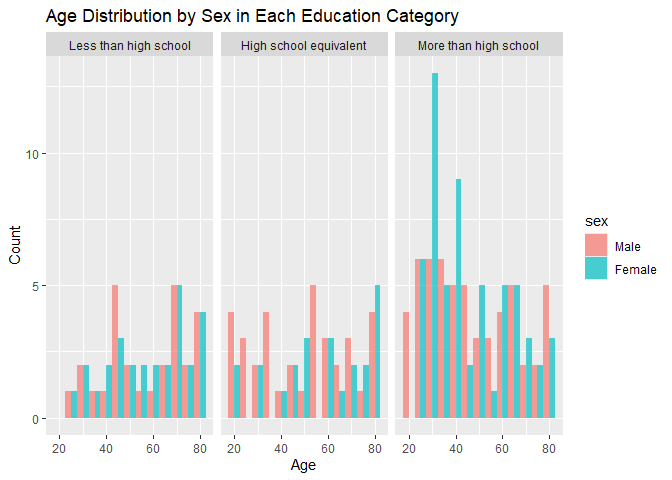 Age Distribution by Sex in Each Education Category
Less than high school
High school equivalent
More than high school
Count
10
5
0
20 40 60 80
20 40 60 80
20 40 60 80
Age
sex
Male
Female